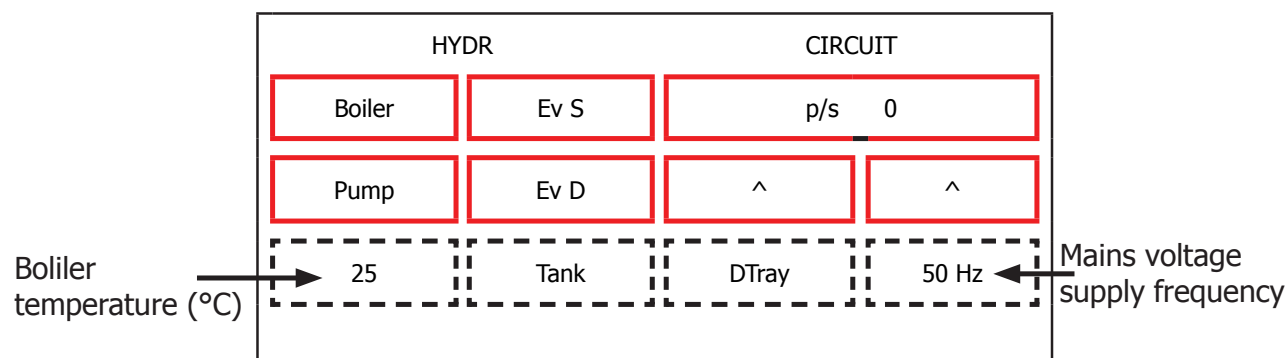 HYDR CIRCUIT
Boiler Ev S p/s 0
Pump Ev D ^ ^
25 Tank DTray 50 Hz
Boliler
temperature (°C)
Mains voltage
supply frequency